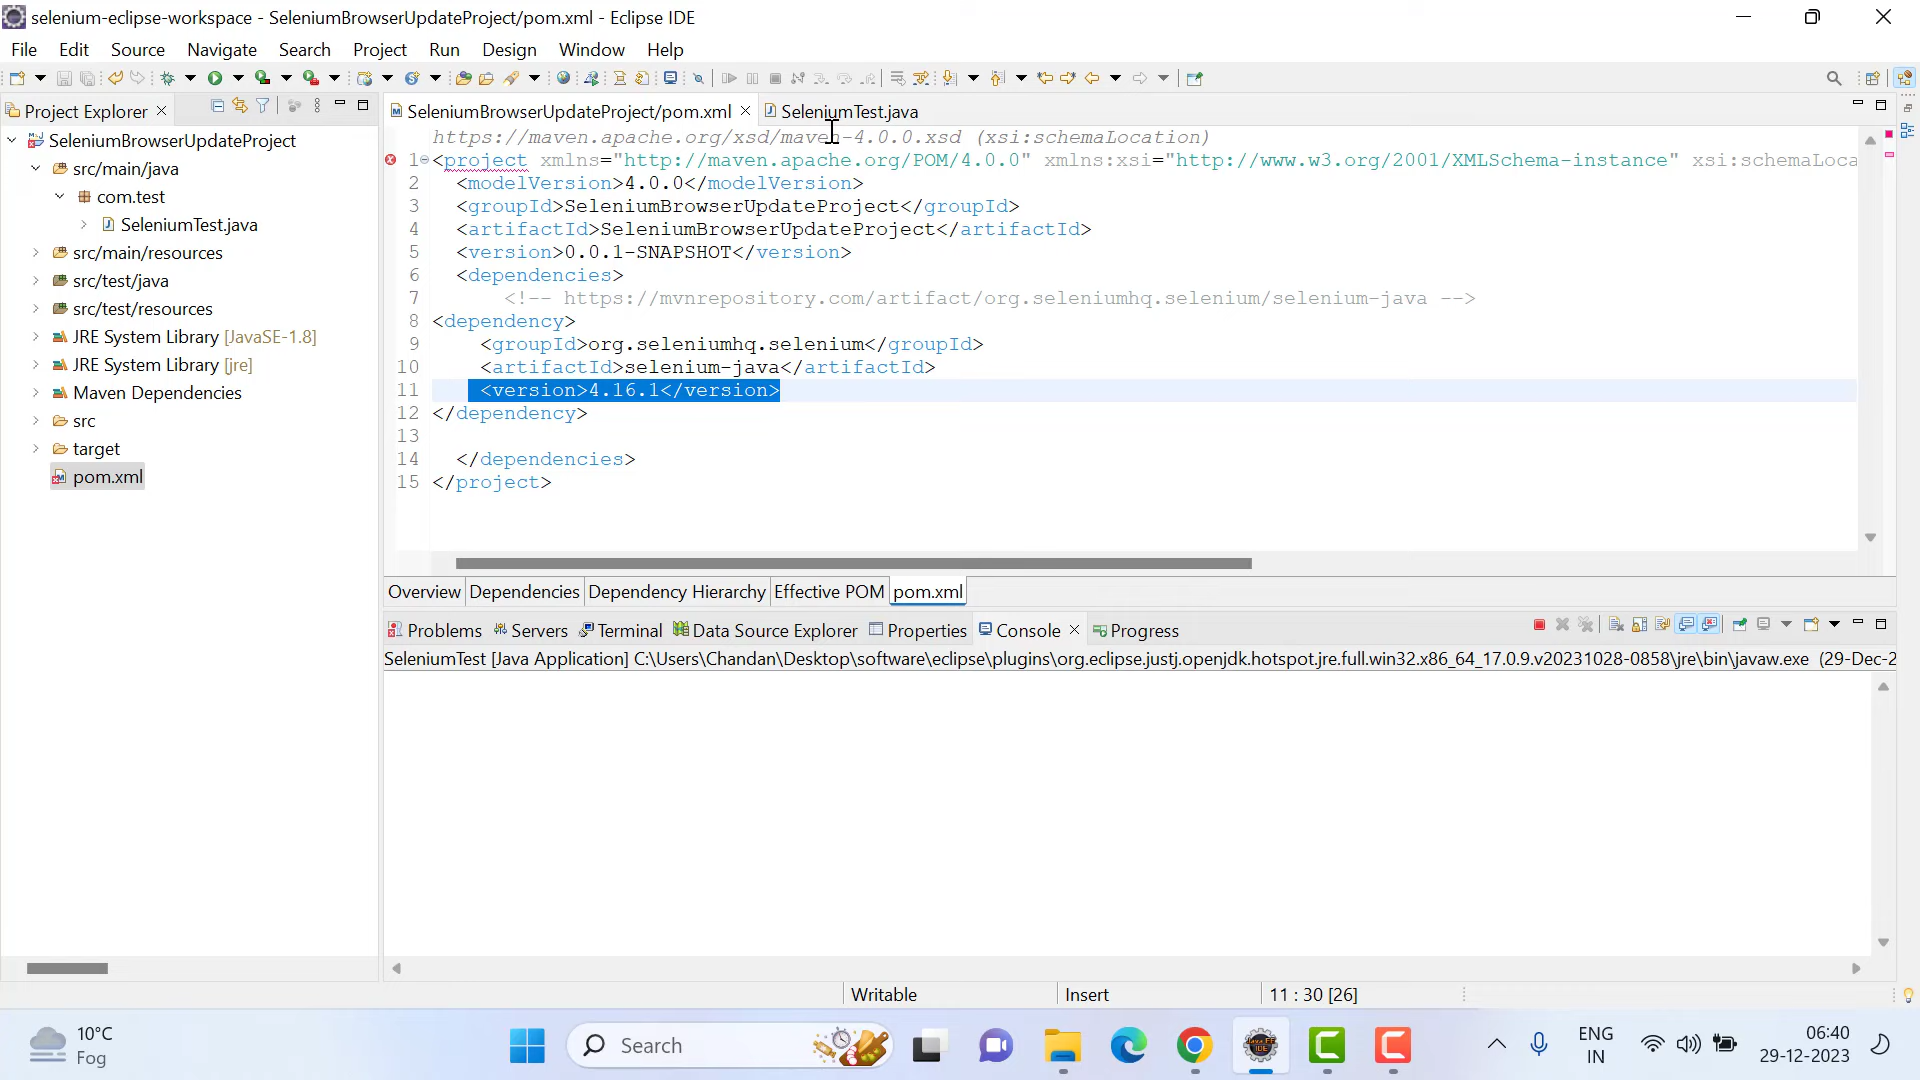 selenium-eclipse-workspace - SeleniumBrowserUpdateProject/pom.xml - Eclipse IDE
File Edit Source Navigate Search Project Run Design Window Help
Project Explorer
SeleniumBrowserUpdateProject
src/main/java
com.test
SeleniumTest.java
src/main/resources
src/test/java
src/test/resources
JRE System Library [JavaSE-1.8]
JRE System Library [jre]
Maven Dependencies
src
target
pom.xml
SeleniumBrowserUpdateProject/pom.xml SeleniumTest.java
https://maven.apache.org/xsd/maven-4.0.0.xsd (xsi:schemaLocation)
1 <project xmlns="http://maven.apache.org/POM/4.0.0" xmlns:xsi="http://www.w3.org/2001/XMLSchema-instance" xsi:schemaLoca
2 <modelVersion>4.0.0</modelVersion>
3 <groupId>SeleniumBrowserUpdateProject</groupId>
4 <artifactId>SeleniumBrowserUpdateProject</artifactId>
5 <version>0.0.1-SNAPSHOT</version>
6 <dependencies>
7 <!-- https://mvnrepository.com/artifact/org.seleniumhq.selenium/selenium-java -->
8 <dependency>
9 <groupId>org.seleniumhq.selenium</groupId>
10 <artifactId>selenium-java</artifactId>
11 <version>4.16.1</version>
12 </dependency>
13
14 </dependencies>
15 </project>
Overview Dependencies Dependency Hierarchy Effective POM pom.xml
Problems Servers Terminal Data Source Explorer Properties Console Progress
SeleniumTest [Java Application] C:\Users\Chandan\Desktop\software\eclipse\plugins\org.eclipse.justj.openjdk.hotspot.jre.full.win32.x86_64_17.0.9.v20231028-0858\jre\bin\javaw.exe (29-Dec-2
Writable Insert 11 : 30 [26]
10°C
Fog
Search
ENG
IN
06:40
29-12-2023